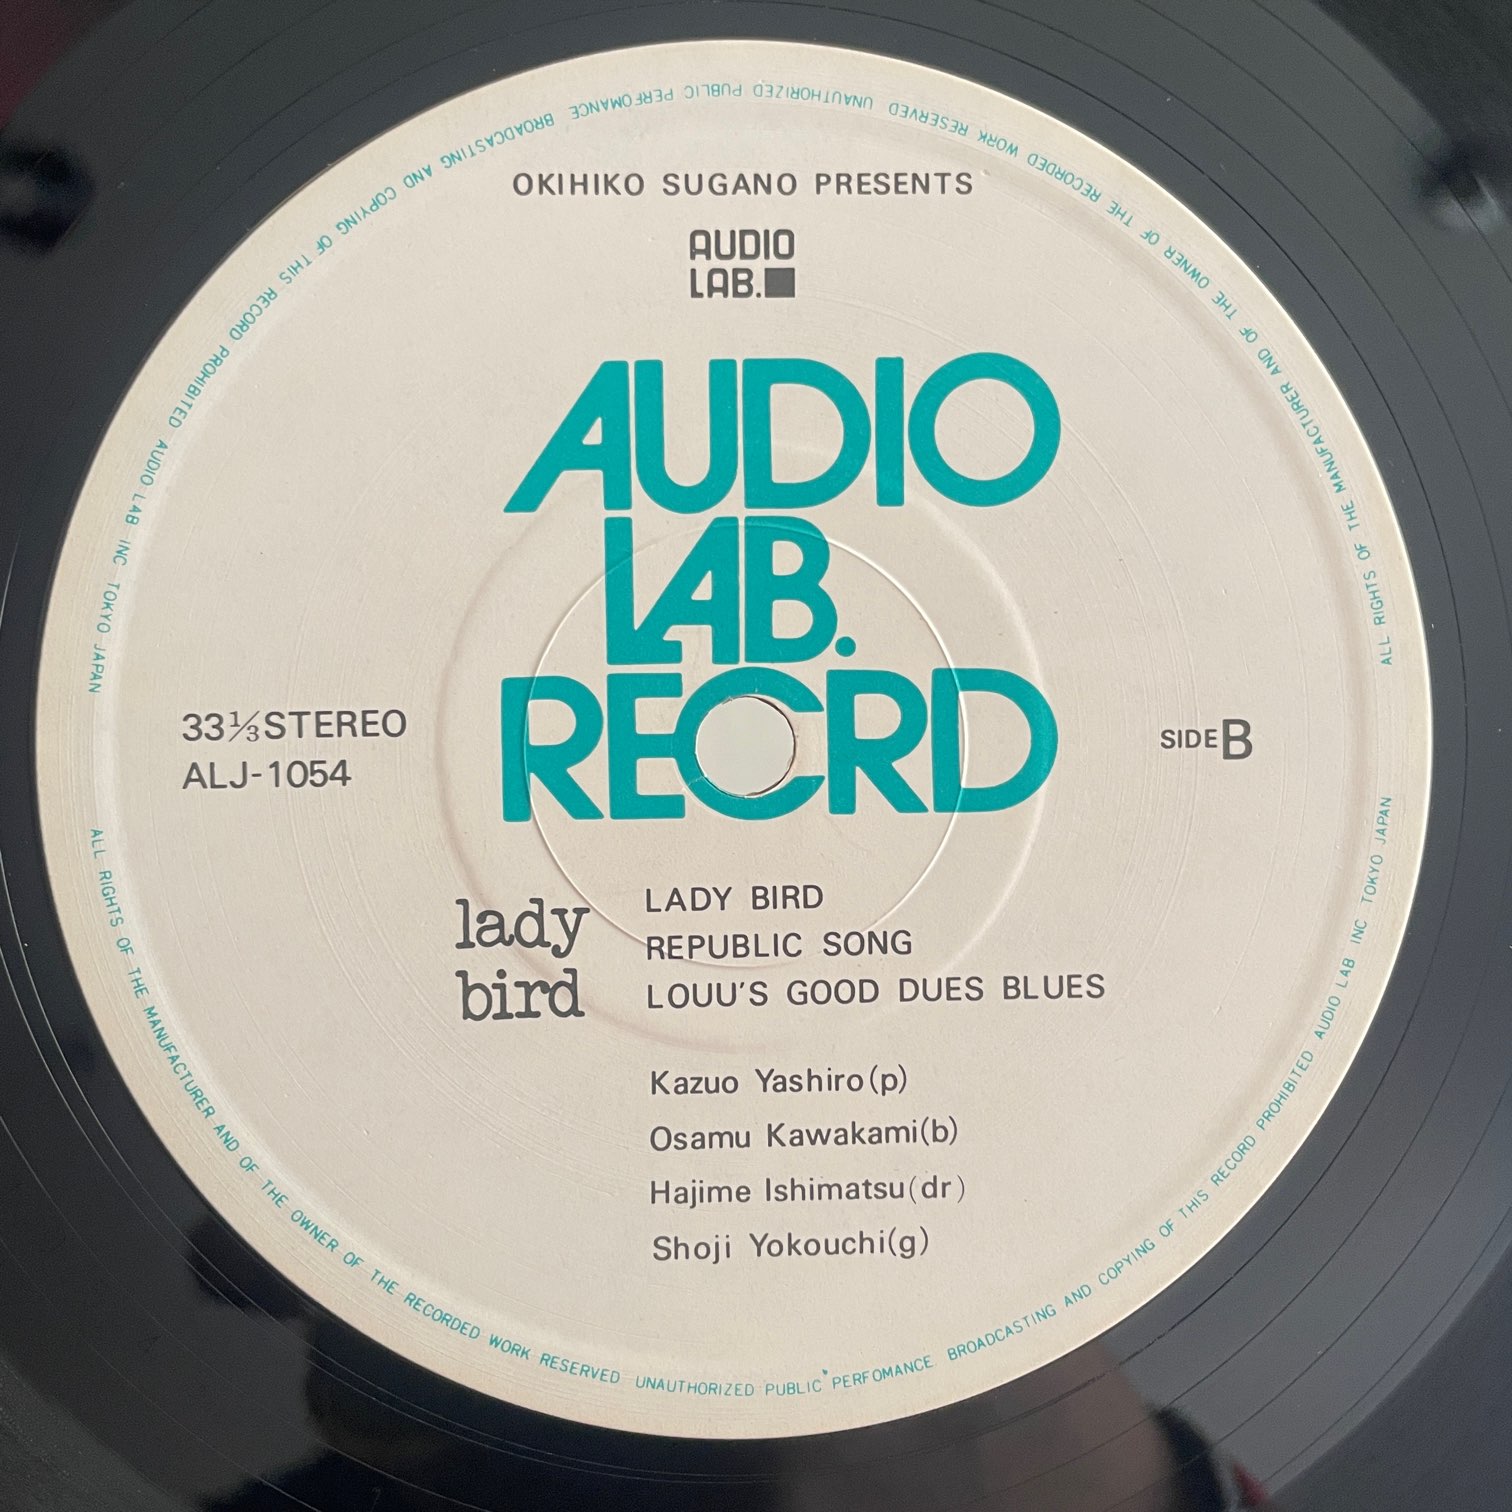 OKIHIKO SUGANO PRESENTS
AUDIO
LAB.
AUDIO
LAB.
RECRD
33⅓ STEREO
ALJ-1054
SIDE B
lady
bird
LADY BIRD
REPUBLIC SONG
LOUU'S GOOD DUES BLUES
Kazuo Yashiro(p)
Osamu Kawakami(b)
Hajime Ishimatsu(dr)
Shoji Yokouchi(g)
ALL RIGHTS OF THE MANUFACTURER AND OF THE OWNER OF THE RECORDED WORK RESERVED UNAUTHORIZED PUBLIC PERFOMANCE BROADCASTING AND COPYING OF THIS RECORD PROHIBITED AUDIO LAB INC TOKYO JAPAN
ALL RIGHTS OF THE MANUFACTURER AND OF THE OWNER OF THE RECORDED WORK RESERVED UNAUTHORIZED PUBLIC PERFOMANCE BROADCASTING AND COPYING OF THIS RECORD PROHIBITED AUDIO LAB INC TOKYO JAPAN